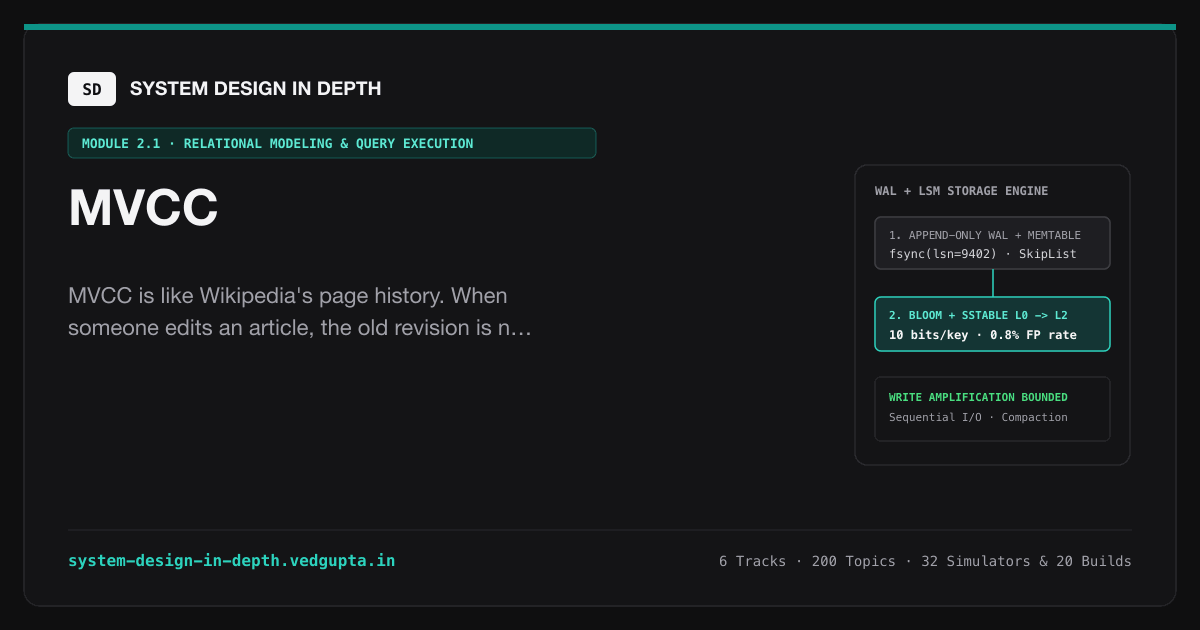 SD SYSTEM DESIGN IN DEPTH
MODULE 2.1 · RELATIONAL MODELING & QUERY EXECUTION
MVCC
MVCC is like Wikipedia's page history. When
someone edits an article, the old revision is n…
WAL + LSM STORAGE ENGINE
1. APPEND-ONLY WAL + MEMTABLE
fsync(lsn=9402) · SkipList
2. BLOOM + SSTABLE L0 -> L2
10 bits/key · 0.8% FP rate
WRITE AMPLIFICATION BOUNDED
Sequential I/O · Compaction
system-design-in-depth.vedgupta.in
6 Tracks · 200 Topics · 32 Simulators & 20 Builds